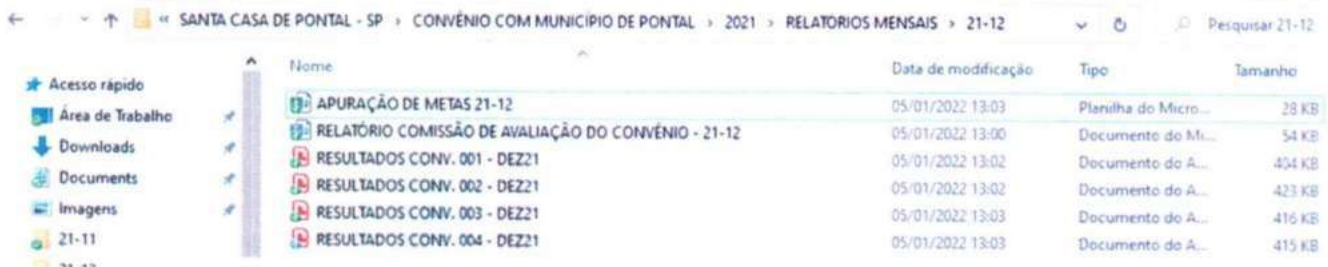 « SANTA CASA DE PONTAL - SP › CONVÊNIO COM MUNICÍPIO DE PONTAL › 2021 › RELATÓRIOS MENSAIS › 21-12 Pesquisar 21-12
Nome Data de modificação Tipo Tamanho
Acesso rápido
Área de Trabalho
Downloads
Documents
Imagens
21-11
APURAÇÃO DE METAS 21-12 05/01/2022 13:03 Planilha do Micro... 28 KB
RELATÓRIO COMISSÃO DE AVALIAÇÃO DO CONVÊNIO - 21-12 05/01/2022 13:00 Documento do Mi... 54 KB
RESULTADOS CONV. 001 - DEZ21 05/01/2022 13:02 Documento do A... 404 KB
RESULTADOS CONV. 002 - DEZ21 05/01/2022 13:02 Documento do A... 423 KB
RESULTADOS CONV. 003 - DEZ21 05/01/2022 13:03 Documento do A... 416 KB
RESULTADOS CONV. 004 - DEZ21 05/01/2022 13:03 Documento do A... 415 KB